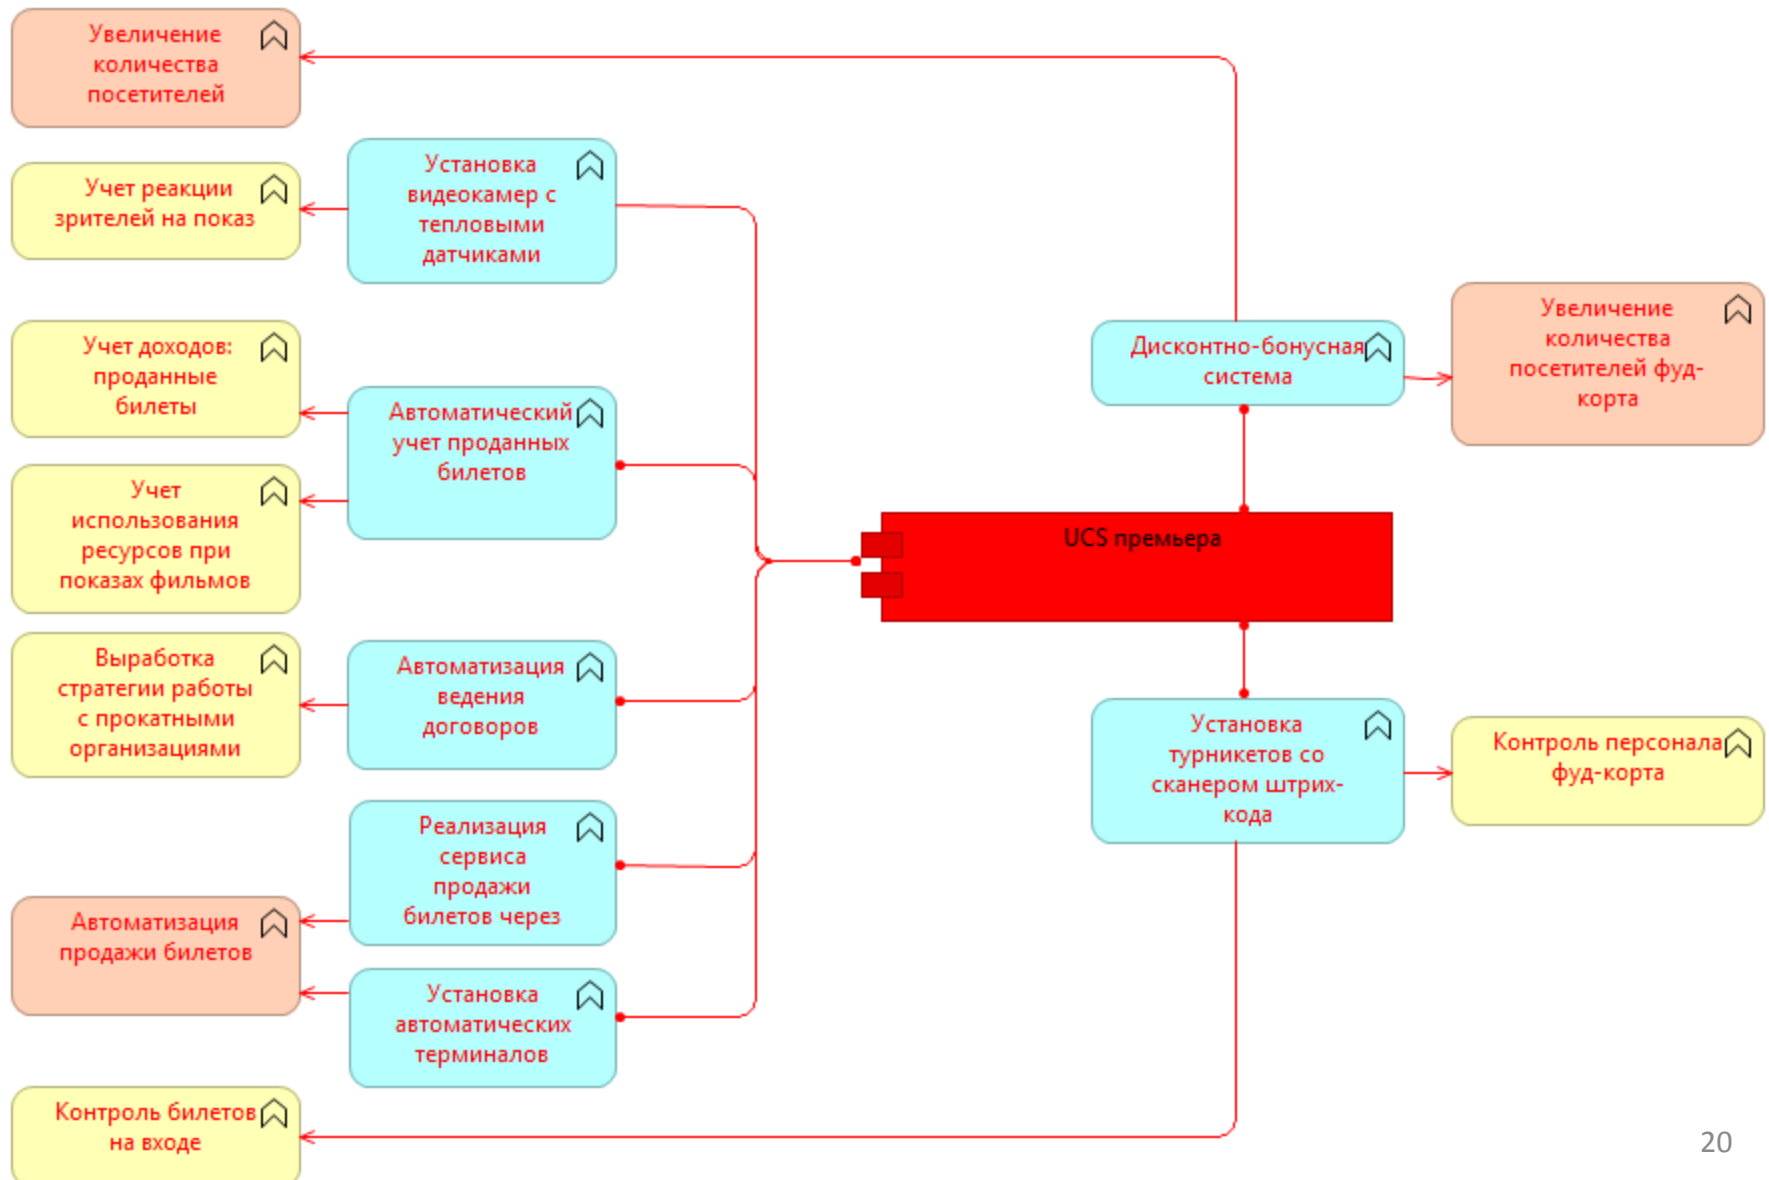 Увеличение
количества
посетителей
Установка
видеокамер с
тепловыми
датчиками
Учет реакции
зрителей на показ
Учет доходов:
проданные
билеты
Автоматический
учет проданных
билетов
Учет
использования
ресурсов при
показах фильмов
Выработка
стратегии работы
с прокатными
организациями
Автоматизация
ведения
договоров
Реализация
сервиса
продажи
билетов через
Автоматизация
продажи билетов
Установка
автоматических
терминалов
Контроль билетов
на входе
Дисконтно-бонусная
система
Увеличение
количества
посетителей фуд-
корта
UCS премьера
Установка
турникетов со
сканером штрих-
кода
Контроль персонала
фуд-корта
20